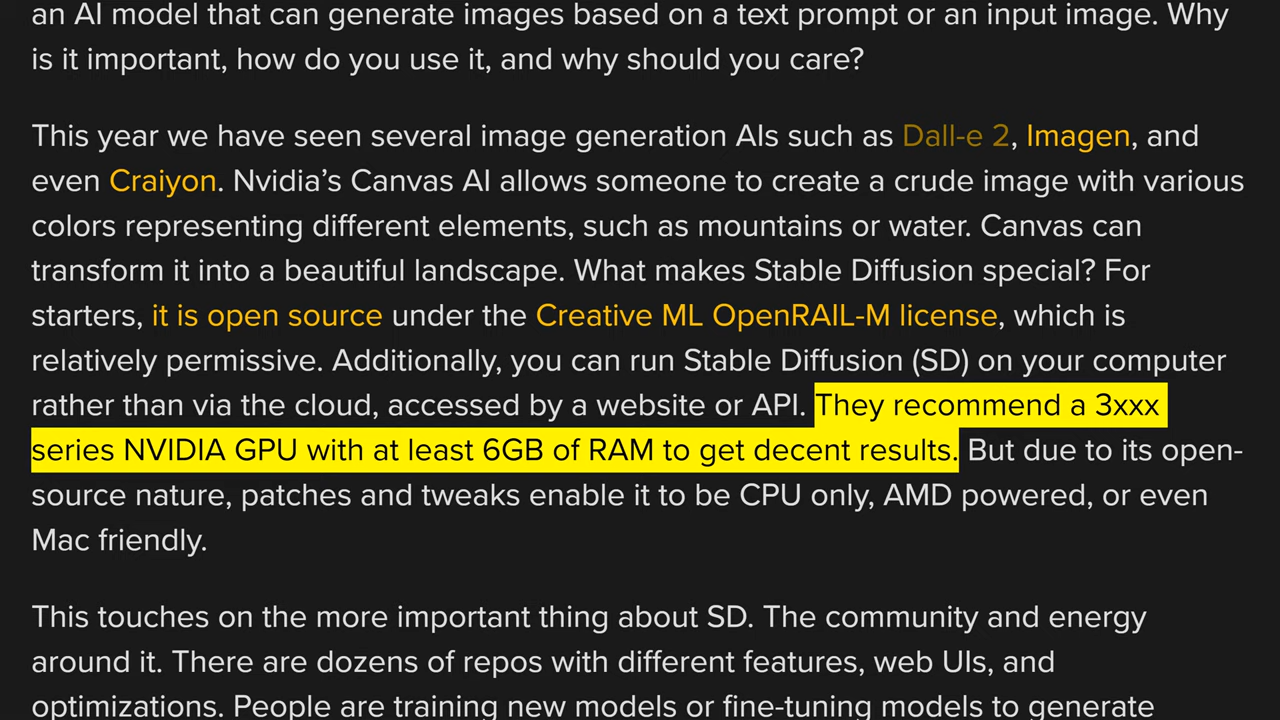 an AI model that can generate images based on a text prompt or an input image. Why
is it important, how do you use it, and why should you care?
This year we have seen several image generation AIs such as Dall-e 2, Imagen, and
even Craiyon. Nvidia’s Canvas AI allows someone to create a crude image with various
colors representing different elements, such as mountains or water. Canvas can
transform it into a beautiful landscape. What makes Stable Diffusion special? For
starters, it is open source under the Creative ML OpenRAIL-M license, which is
relatively permissive. Additionally, you can run Stable Diffusion (SD) on your computer
rather than via the cloud, accessed by a website or API. They recommend a 3xxx
series NVIDIA GPU with at least 6GB of RAM to get decent results. But due to its open-
source nature, patches and tweaks enable it to be CPU only, AMD powered, or even
Mac friendly.
This touches on the more important thing about SD. The community and energy
around it. There are dozens of repos with different features, web UIs, and
optimizations. People are training new models or fine-tuning models to generate